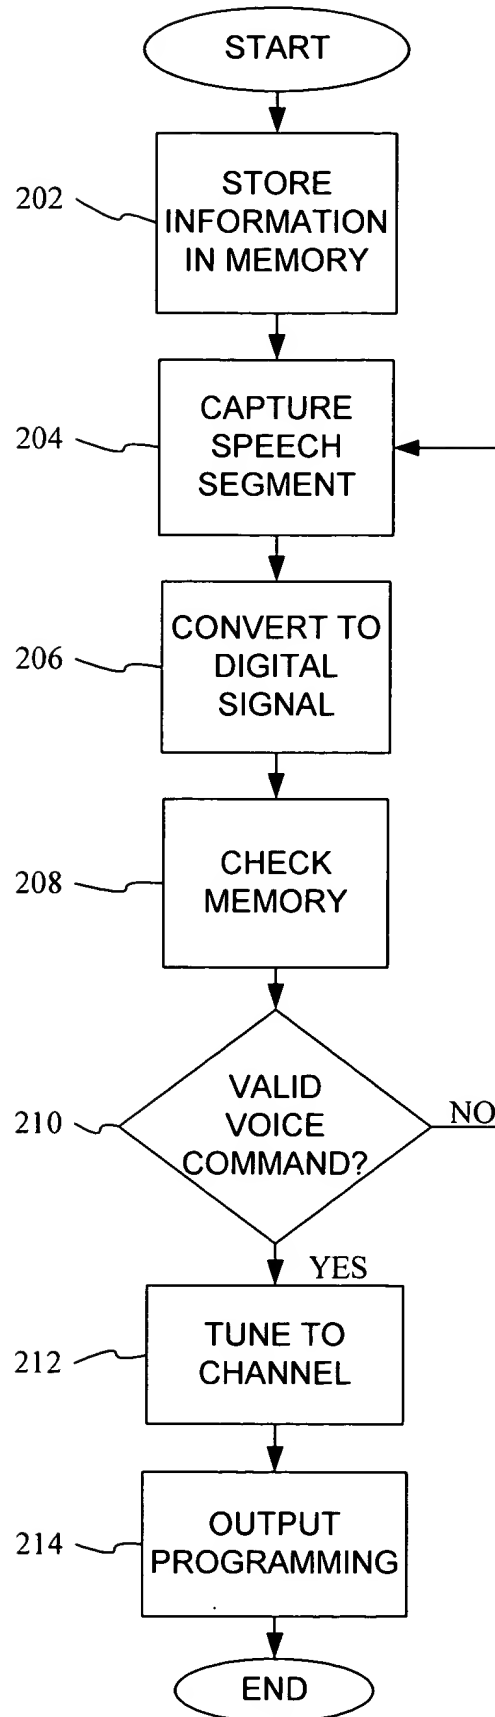 START
202
STORE
INFORMATION
IN MEMORY
204
CAPTURE
SPEECH
SEGMENT
206
CONVERT TO
DIGITAL
SIGNAL
208
CHECK
MEMORY
210
VALID
VOICE
COMMAND?
NO
YES
212
TUNE TO
CHANNEL
214
OUTPUT
PROGRAMMING
END